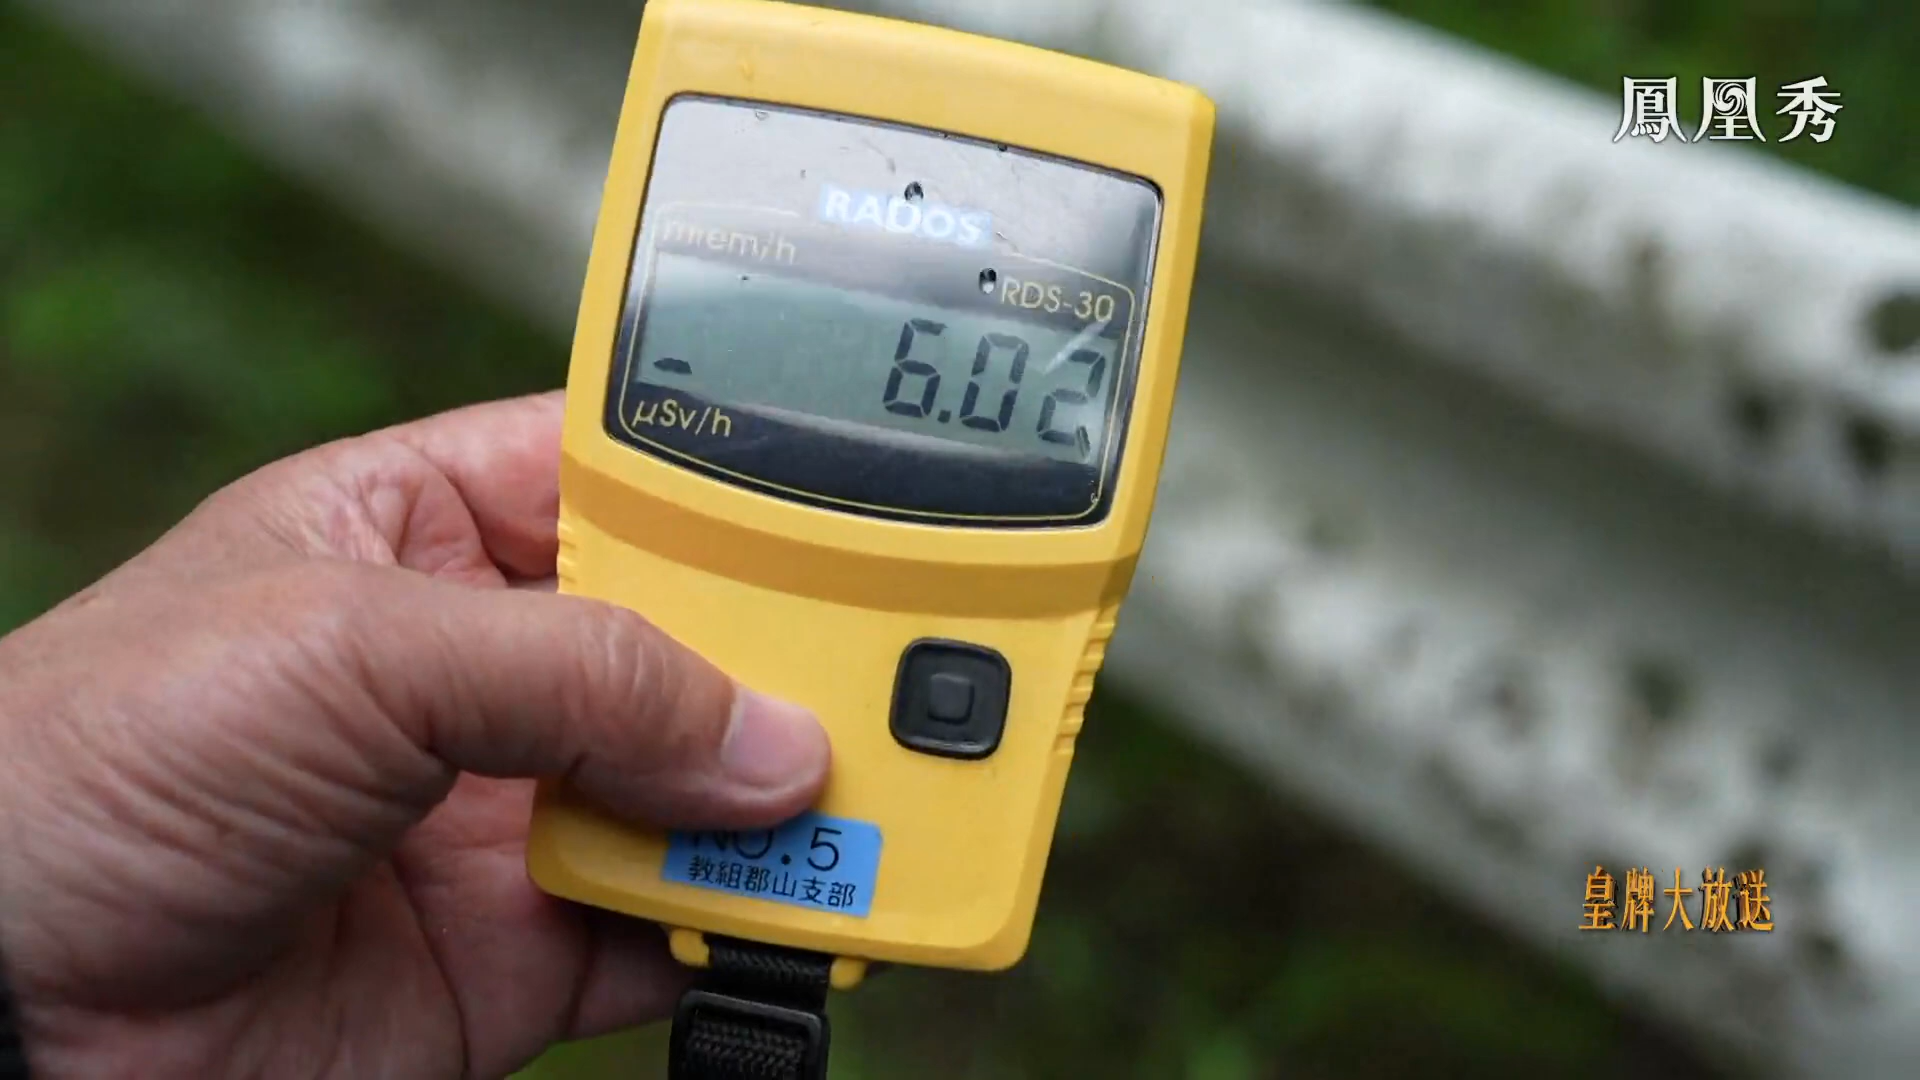 鳳凰秀
RADOS
mrem/h
RDS-30
6.02
μSv/h
NO.5
教組郡山支部
皇牌大放送